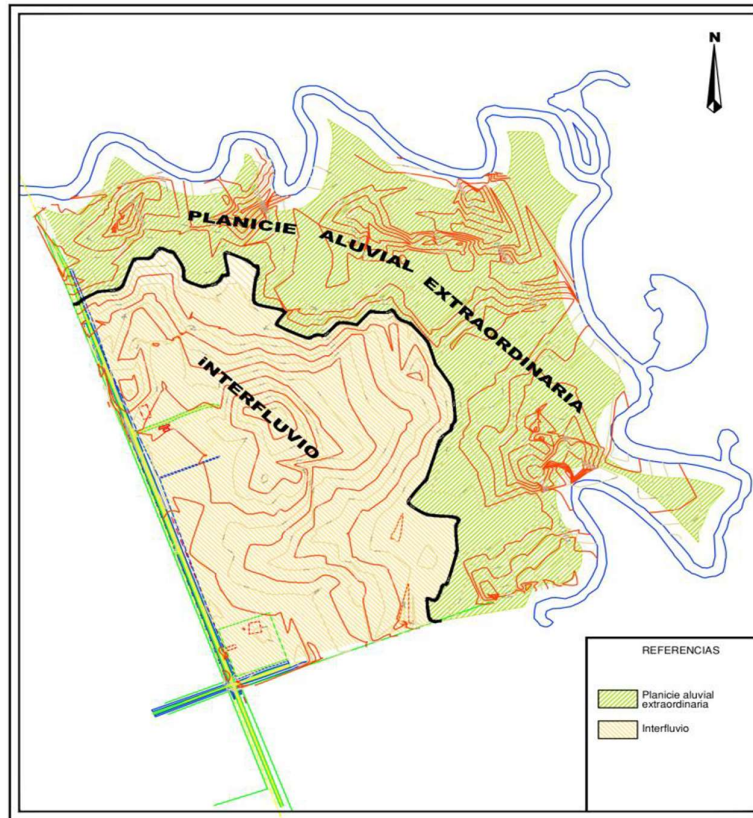 N
PLANICIE ALUVIAL EXTRAORDINARIA
iNTERFLUVIO
REFERENCIAS
Planicie aluvial
extraordinaria
Interfluvio